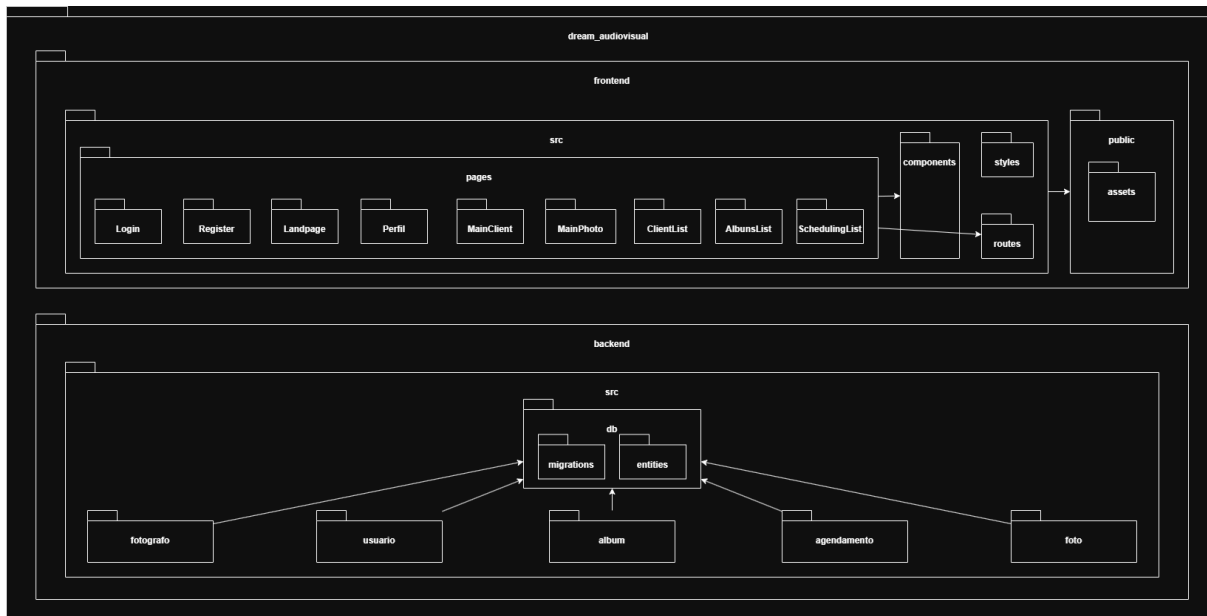 dream_audiovisual
frontend
src
pages
Login
Register
Landpage
Perfil
MainClient
MainPhoto
ClientList
AlbunsList
SchedulingList
components
styles
routes
public
assets
backend
src
db
migrations
entities
fotografo
usuario
album
agendamento
foto